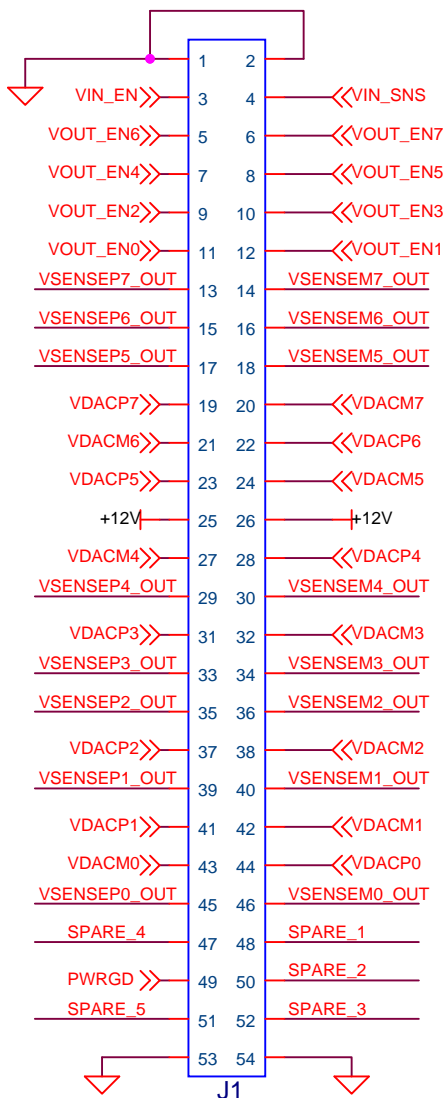 1 2
VIN_EN 3 4 VIN_SNS
VOUT_EN6 5 6 VOUT_EN7
VOUT_EN4 7 8 VOUT_EN5
VOUT_EN2 9 10 VOUT_EN3
VOUT_EN0 11 12 VOUT_EN1
VSENSEP7_OUT 13 14 VSENSEM7_OUT
VSENSEP6_OUT 15 16 VSENSEM6_OUT
VSENSEP5_OUT 17 18 VSENSEM5_OUT
VDACP7 19 20 VDACM7
VDACM6 21 22 VDACP6
VDACP5 23 24 VDACM5
+12V 25 26 +12V
VDACM4 27 28 VDACP4
VSENSEP4_OUT 29 30 VSENSEM4_OUT
VDACP3 31 32 VDACM3
VSENSEP3_OUT 33 34 VSENSEM3_OUT
VSENSEP2_OUT 35 36 VSENSEM2_OUT
VDACP2 37 38 VDACM2
VSENSEP1_OUT 39 40 VSENSEM1_OUT
VDACP1 41 42 VDACM1
VDACM0 43 44 VDACP0
VSENSEP0_OUT 45 46 VSENSEM0_OUT
SPARE_4 47 48 SPARE_1
PWRGD 49 50 SPARE_2
SPARE_5 51 52 SPARE_3
53 54
J1